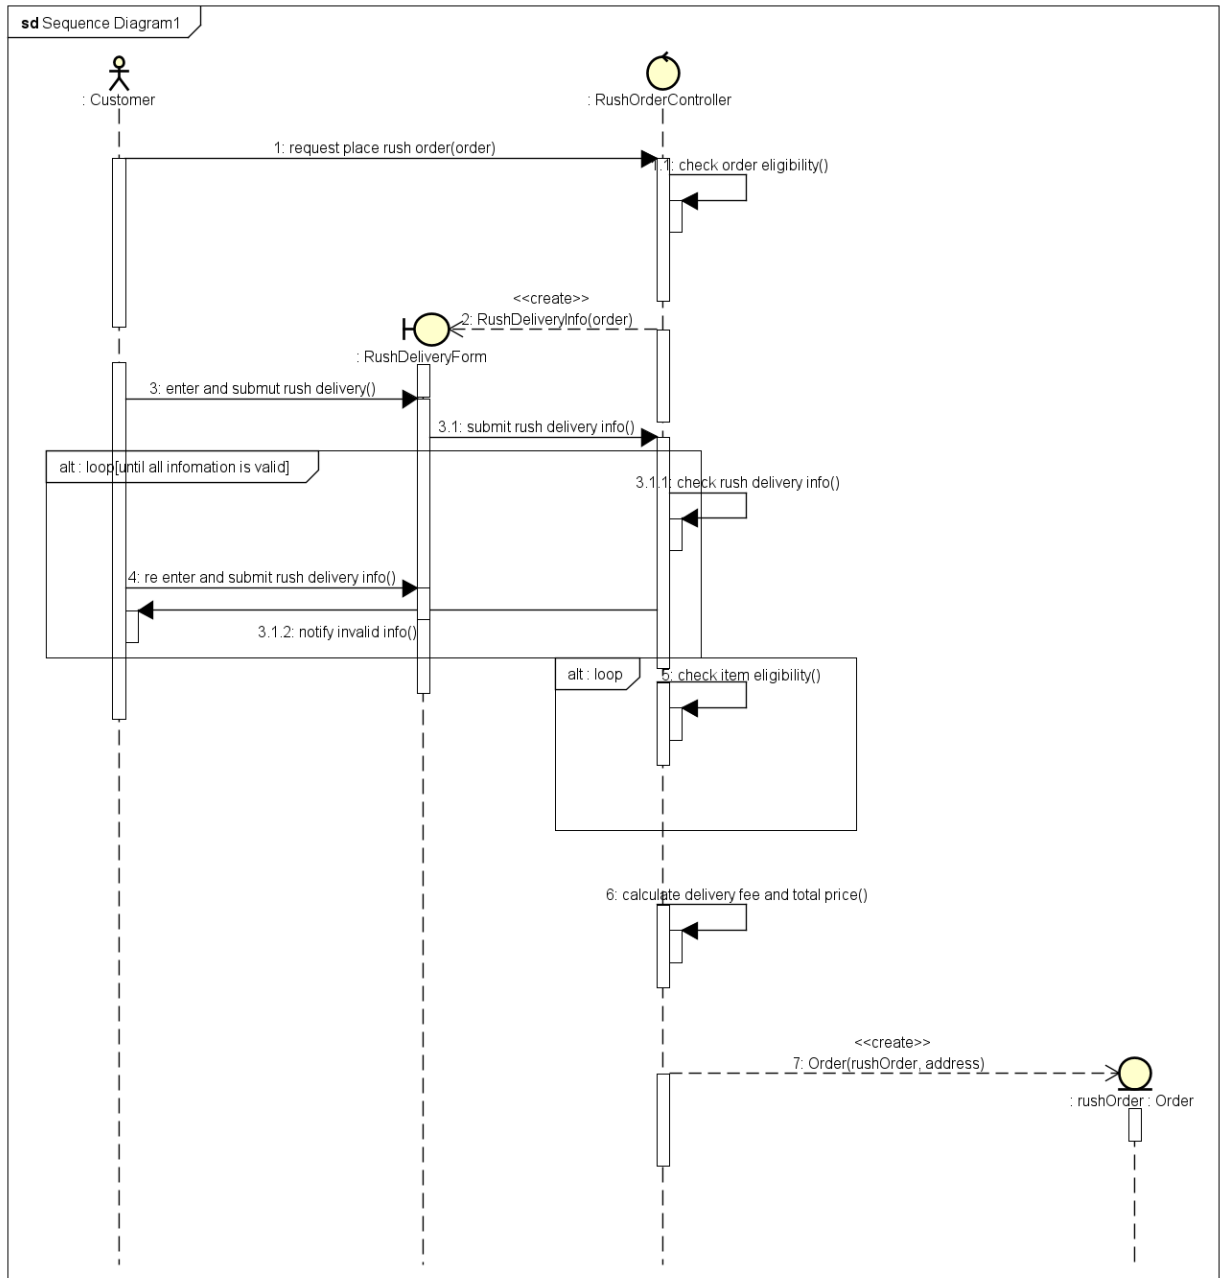 sd Sequence Diagram1
: Customer
: RushOrderController
1: request place rush order(order)
1.1: check order eligibility()
<<create>>
2: RushDeliveryInfo(order)
: RushDeliveryForm
3: enter and submut rush delivery()
3.1: submit rush delivery info()
alt : loop[until all infomation is valid]
3.1.1: check rush delivery info()
4: re enter and submit rush delivery info()
3.1.2: notify invalid info()
alt : loop
5: check item eligibility()
6: calculate delivery fee and total price()
<<create>>
7: Order(rushOrder, address)
: rushOrder : Order